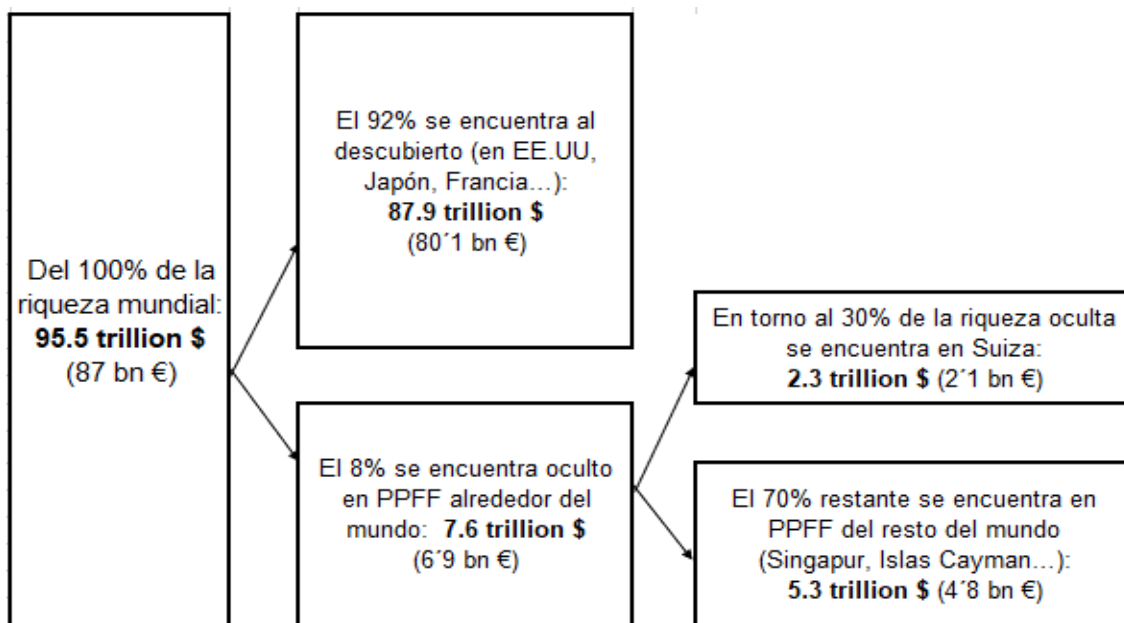 Del 100% de la
riqueza mundial:
95.5 trillion $
(87 bn €)
El 92% se encuentra al
descubierto (en EE.UU,
Japón, Francia...):
87.9 trillion $
(80´1 bn €)
El 8% se encuentra oculto
en PPFF alrededor del
mundo: 7.6 trillion $
(6´9 bn €)
En torno al 30% de la riqueza oculta
se encuentra en Suiza:
2.3 trillion $ (2´1 bn €)
El 70% restante se encuentra en
PPFF del resto del mundo
(Singapur, Islas Cayman...):
5.3 trillion $ (4´8 bn €)